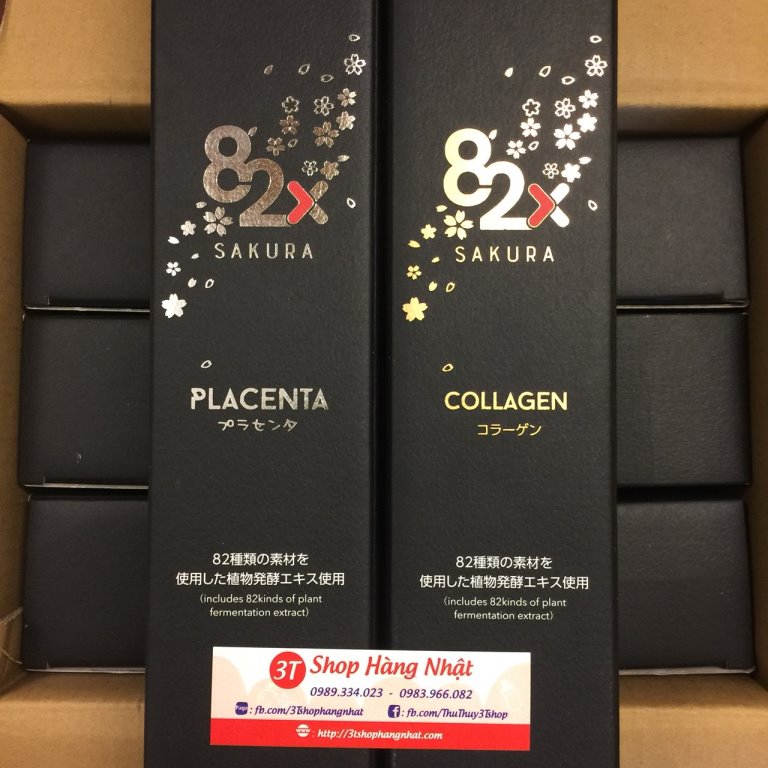 82x
SAKURA
PLACENTA
プラセンタ
82種類の素材を
使用した植物発酵エキス使用
(includes 82kinds of plant
fermentation extract)
82x
SAKURA
COLLAGEN
コラーゲン
82種類の素材を
使用した植物発酵エキス使用
(includes 82kinds of plant
fermentation extract)
3T Shop Hàng Nhật
0989.334.023 - 0983.966.082
Page : fb.com/3Tshophangnhat f : fb.com/ThuThuy3Tshop
www : http://3tshophangnhat.com